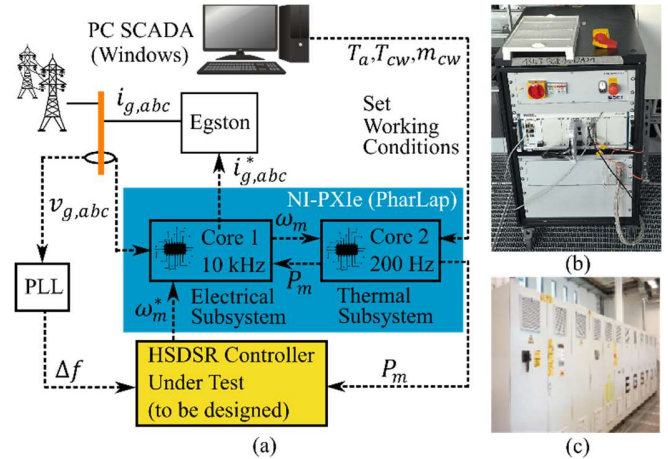 PC SCADA
(Windows)
T_a, T_cw, m_cw
i_g,abc
Egston
Set
Working
Conditions
i*_g,abc
NI-PXIe (PharLap)
v_g,abc
Core 1
10 kHz
ω_m
Core 2
200 Hz
P_m
PLL
ω*_m
Electrical
Subsystem
Thermal
Subsystem
Δf
HSDSR Controller
Under Test
(to be designed)
P_m
(a)
(b)
EGSTON
(c)